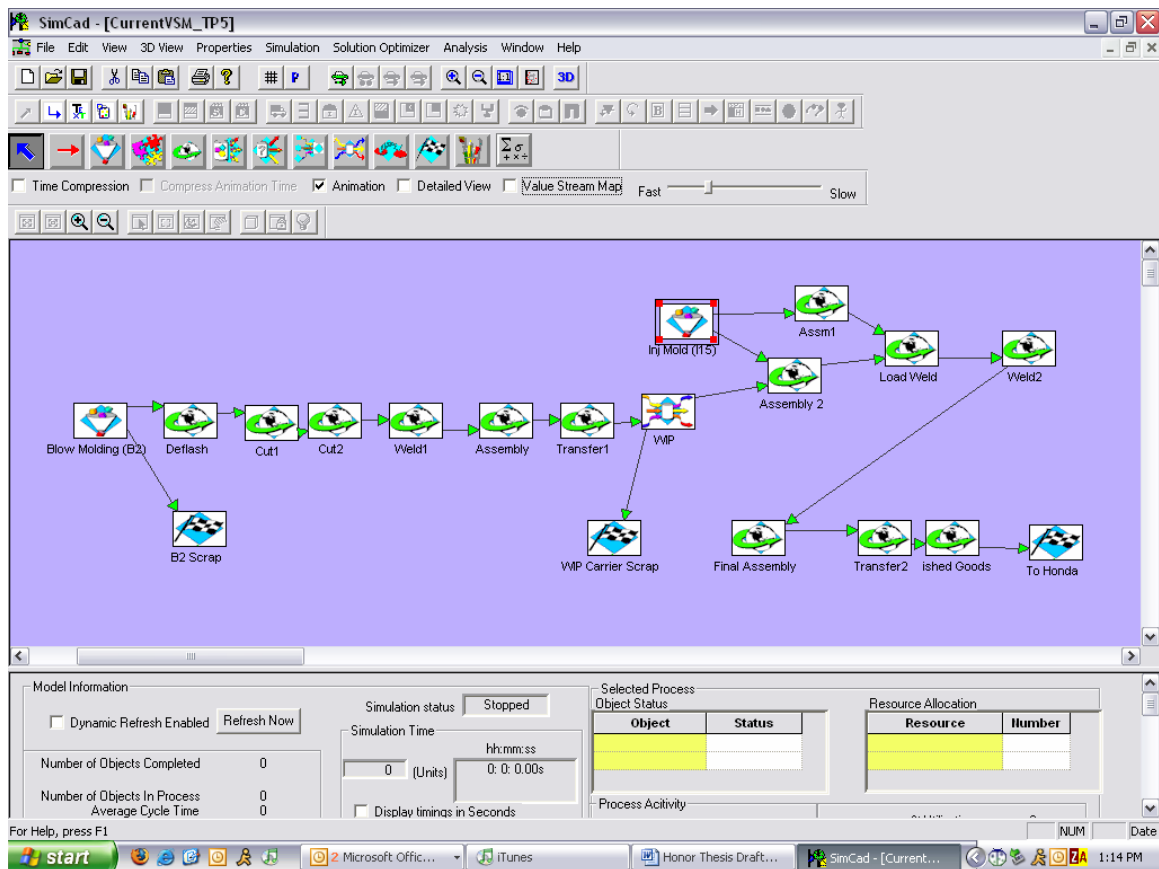 SimCad - [CurrentVSM_TP5]
File Edit View 3D View Properties Simulation Solution Optimizer Analysis Window Help
3D
Time Compression Compress Animation Time Animation Detailed View Value Stream Map Fast Slow
Inj Mold (I15)
Assm1
Load Weld
Weld2
Assembly 2
Blow Molding (B2)
Deflash
Cut1
Cut2
Weld1
Assembly
Transfer1
WIP
B2 Scrap
WIP Carrier Scrap
Final Assembly
Transfer2
ished Goods
To Honda
Model Information
Dynamic Refresh Enabled Refresh Now
Number of Objects Completed 0
Number of Objects In Process 0
Average Cycle Time 0
Simulation status Stopped
Simulation Time
hh:mm:ss
0 (Units) 0: 0: 0.00s
Display timings in Seconds
Selected Process
Object Status
Object Status
Resource Allocation
Resource Number
Process Acitivity
For Help, press F1
NUM Date
start 2 Microsoft Offic... iTunes Honor Thesis Draft... SimCad - [Current... 1:14 PM